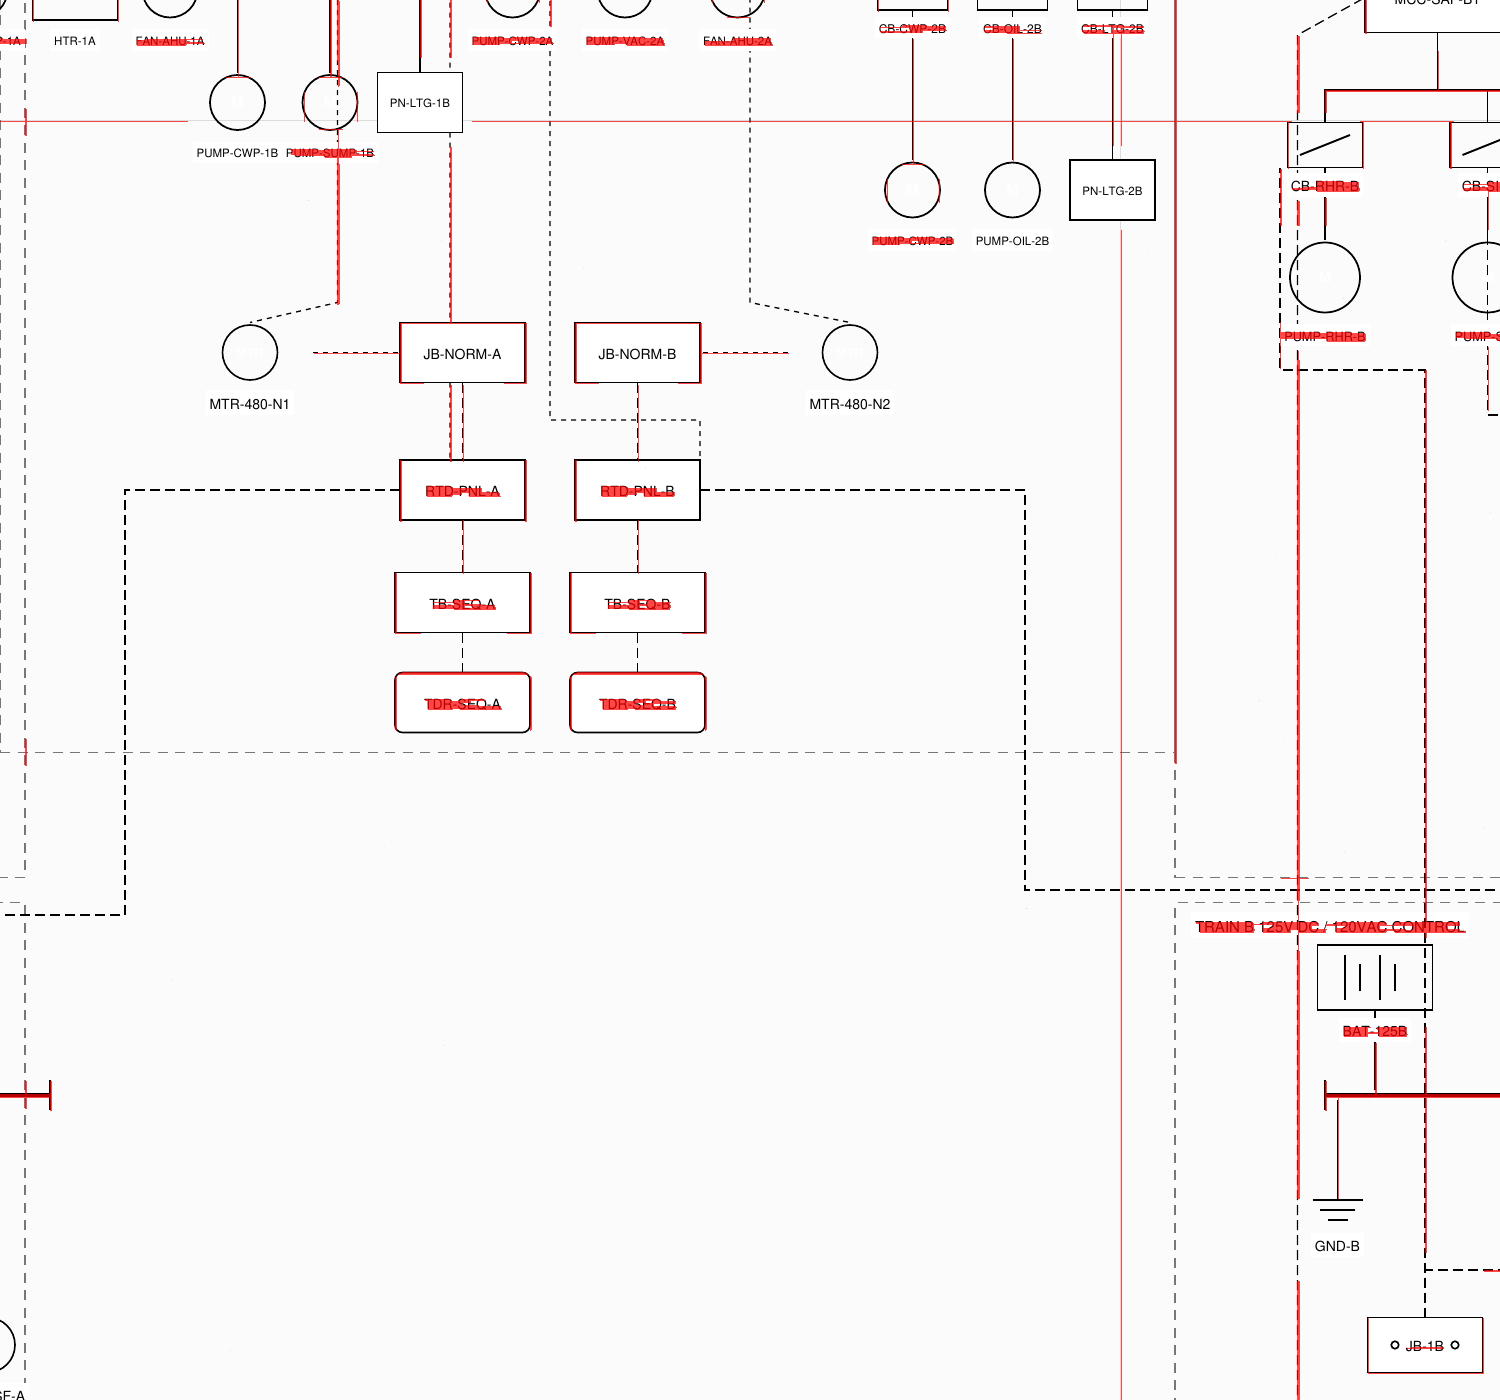 MCC-SAF-B1
CB-CWP-2B
CB-OIL-2B
CB-LTG-2B
HTR-1A
FAN-AHU-1A
PUMP-CWP-2A
PUMP-VAC-2A
FAN-AHU-2A
PN-LTG-1B
PUMP-CWP-1B
PUMP-SUMP-1B
CB-RHR-B
PN-LTG-2B
PUMP-CWP-2B
PUMP-OIL-2B
PUMP-RHR-B
JB-NORM-A
JB-NORM-B
MTR-480-N1
MTR-480-N2
RTD-PNL-A
RTD-PNL-B
TB-SEQ-A
TB-SEQ-B
TDR-SEQ-A
TDR-SEQ-B
TRAIN B 125V DC / 120VAC CONTROL
BAT-125B
GND-B
JB-1B